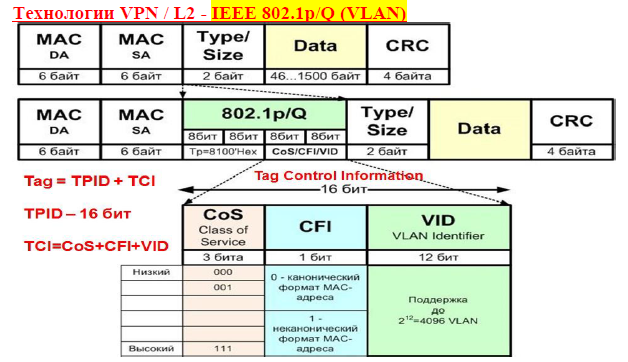 Технологии VPN / L2 - IEEE 802.1p/Q (VLAN)
MAC DA
MAC SA
Type/Size
Data
CRC
6 байт
6 байт
2 байт
46...1500 байт
4 байта
MAC DA
MAC SA
802.1p/Q
Type/Size
Data
CRC
8бит 8бит 8бит 8бит
6 байт
6 байт
Tp=8100'Hex
CoS/CFI/VID
2 байт
4 байта
Tag = TPID + TCI
Tag Control Information
16 бит
TPID – 16 бит
TCI=CoS+CFI+VID
CoS
Class of
Service
CFI
VID
VLAN Identifier
3 бита
1 бит
12 бит
Низкий
000
001
0 - канонический
формат MAC-
адреса
1 -
неканонический
формат MAC-
адреса
Поддержка
до
2¹²=4096 VLAN
Высокий
111